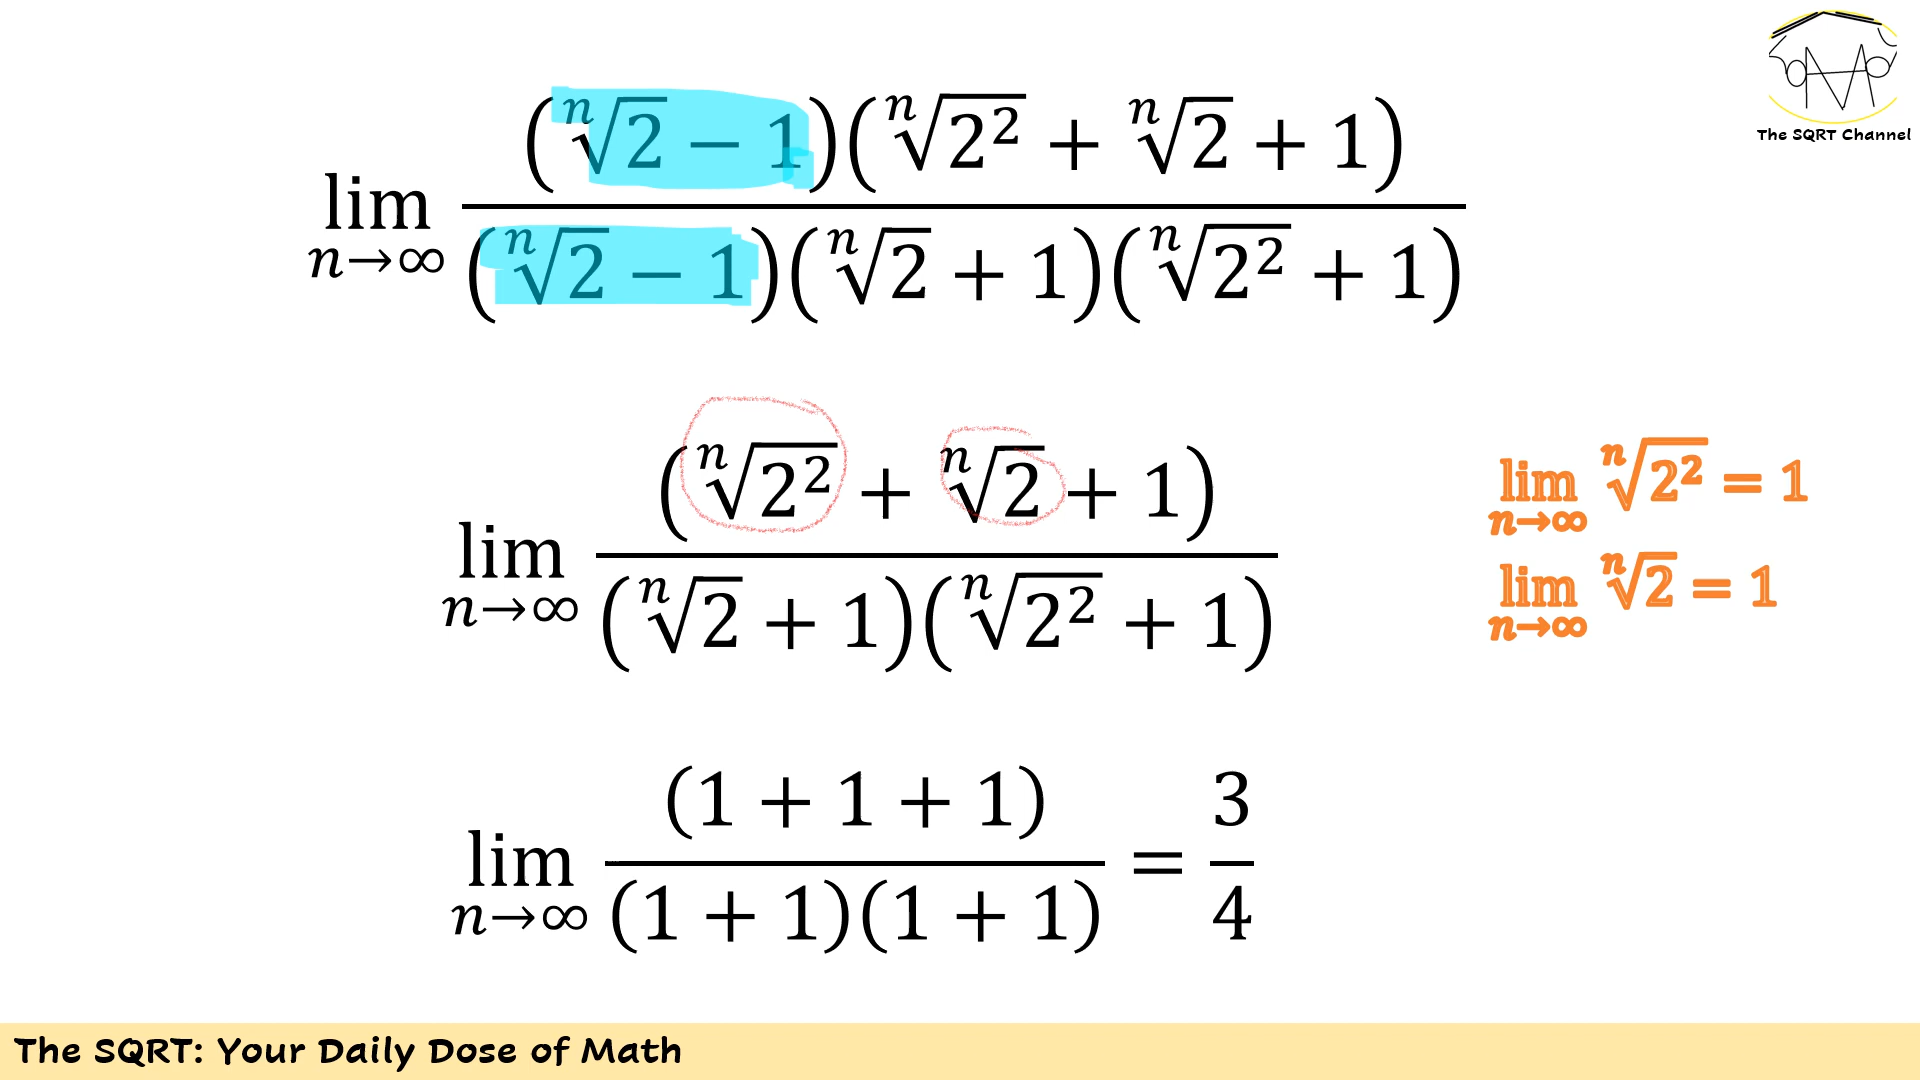 The SQRT Channel
lim n→∞ (ⁿ√2 − 1)(ⁿ√2² + ⁿ√2 + 1) / (ⁿ√2 − 1)(ⁿ√2 + 1)(ⁿ√2² + 1)
lim n→∞ (ⁿ√2² + ⁿ√2 + 1) / (ⁿ√2 + 1)(ⁿ√2² + 1)
lim n→∞ ⁿ√2² = 1
lim n→∞ ⁿ√2 = 1
lim n→∞ (1 + 1 + 1) / (1 + 1)(1 + 1) = 3/4
The SQRT: Your Daily Dose of Math